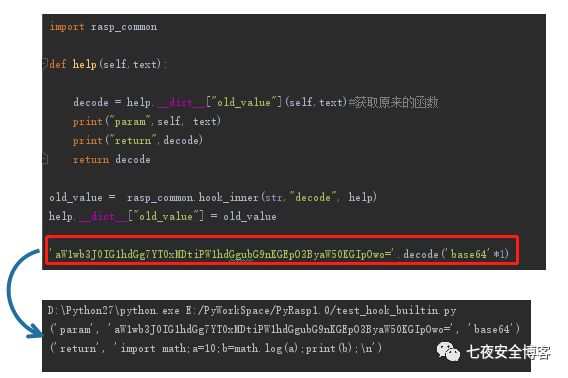 import rasp_common
def help(self,text):
decode = help.__dict__["old_value"](self,text)#获取原来的函数
print("param",self, text)
print("return",decode)
return decode
old_value =  rasp_common.hook_inner(str,"decode", help)
help.__dict__["old_value"] = old_value
'aW1wb3J0IG1hdGg7YT0xMDtiPW1hdGgubG9nKGEpO3ByaW50KGIpOwo='.decode('base64'*1)
D:\Python27\python.exe E:/PyWorkSpace/PyRasp1.0/test_hook_builtin.py
('param', 'aW1wb3J0IG1hdGg7YT0xMDtiPW1hdGgubG9nKGEpO3ByaW50KGIpOwo=', 'base64')
('return', 'import math;a=10;b=math.log(a);print(b);\n')
七夜安全博客